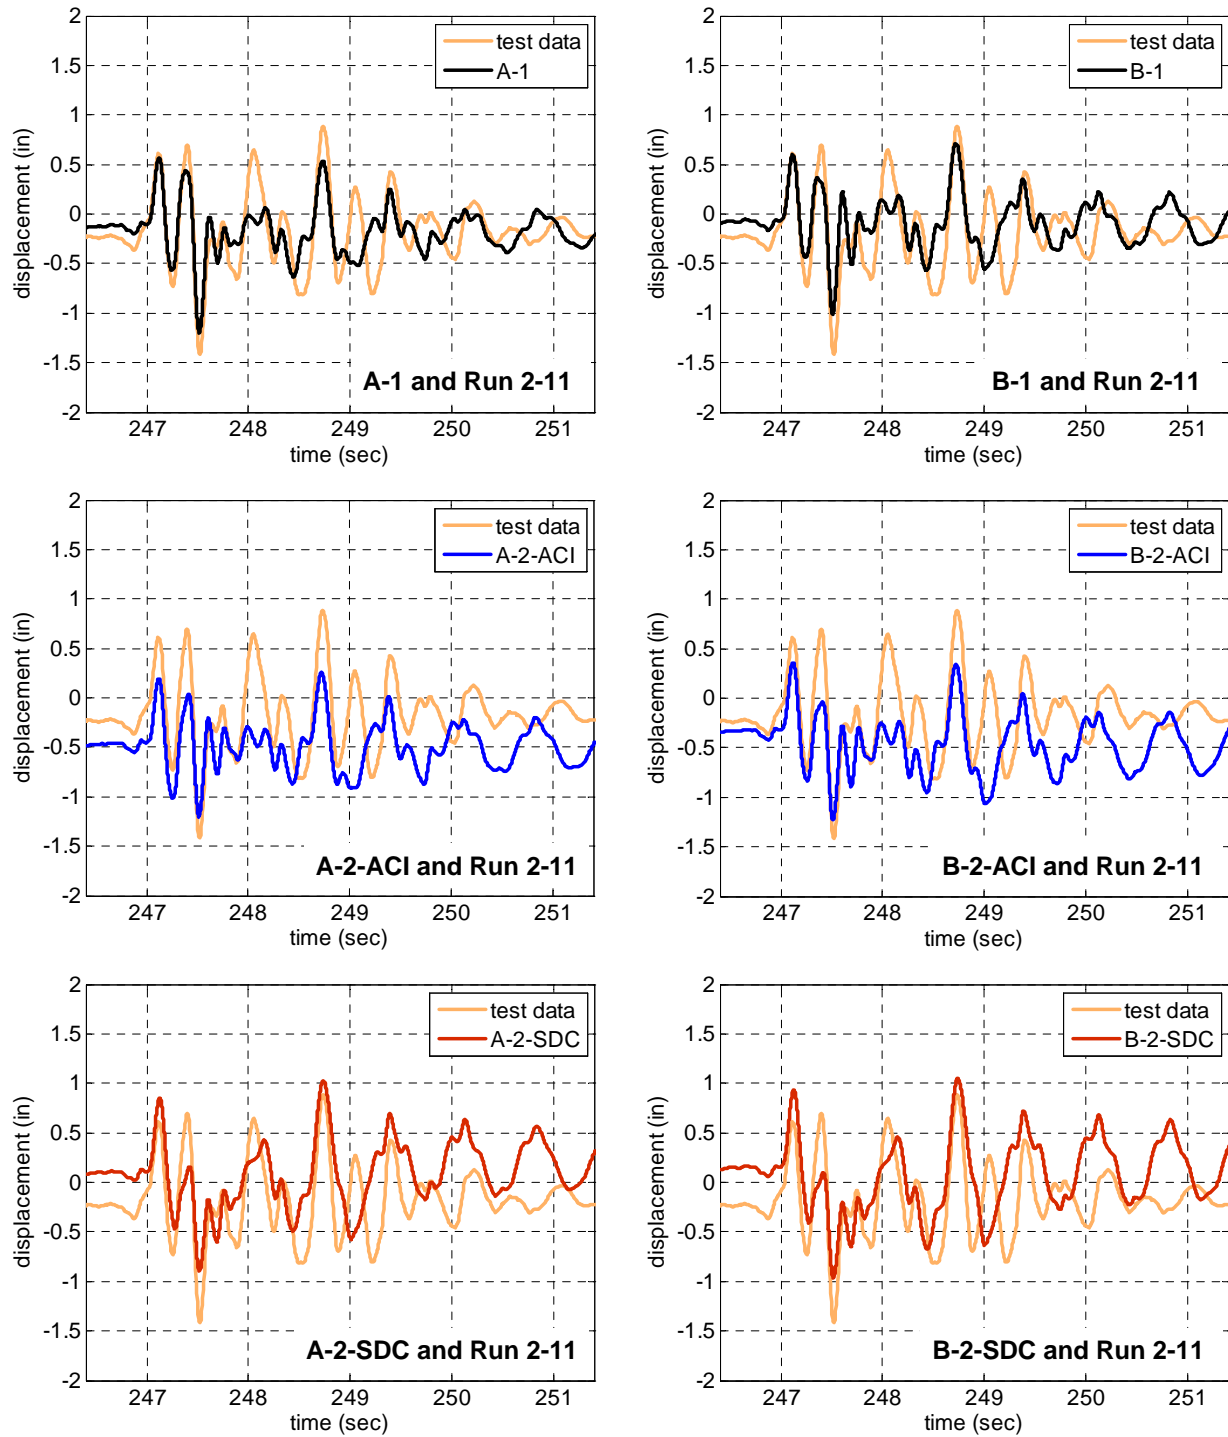 2
1.5
1
0.5
0
-0.5
-1
-1.5
-2
displacement (in)
test data
A-1
A-1 and Run 2-11
247 248 249 250 251
time (sec)
2
1.5
1
0.5
0
-0.5
-1
-1.5
-2
displacement (in)
test data
B-1
B-1 and Run 2-11
247 248 249 250 251
time (sec)
2
1.5
1
0.5
0
-0.5
-1
-1.5
-2
displacement (in)
test data
A-2-ACI
A-2-ACI and Run 2-11
247 248 249 250 251
time (sec)
2
1.5
1
0.5
0
-0.5
-1
-1.5
-2
displacement (in)
test data
B-2-ACI
B-2-ACI and Run 2-11
247 248 249 250 251
time (sec)
2
1.5
1
0.5
0
-0.5
-1
-1.5
-2
displacement (in)
test data
A-2-SDC
A-2-SDC and Run 2-11
247 248 249 250 251
time (sec)
2
1.5
1
0.5
0
-0.5
-1
-1.5
-2
displacement (in)
test data
B-2-SDC
B-2-SDC and Run 2-11
247 248 249 250 251
time (sec)